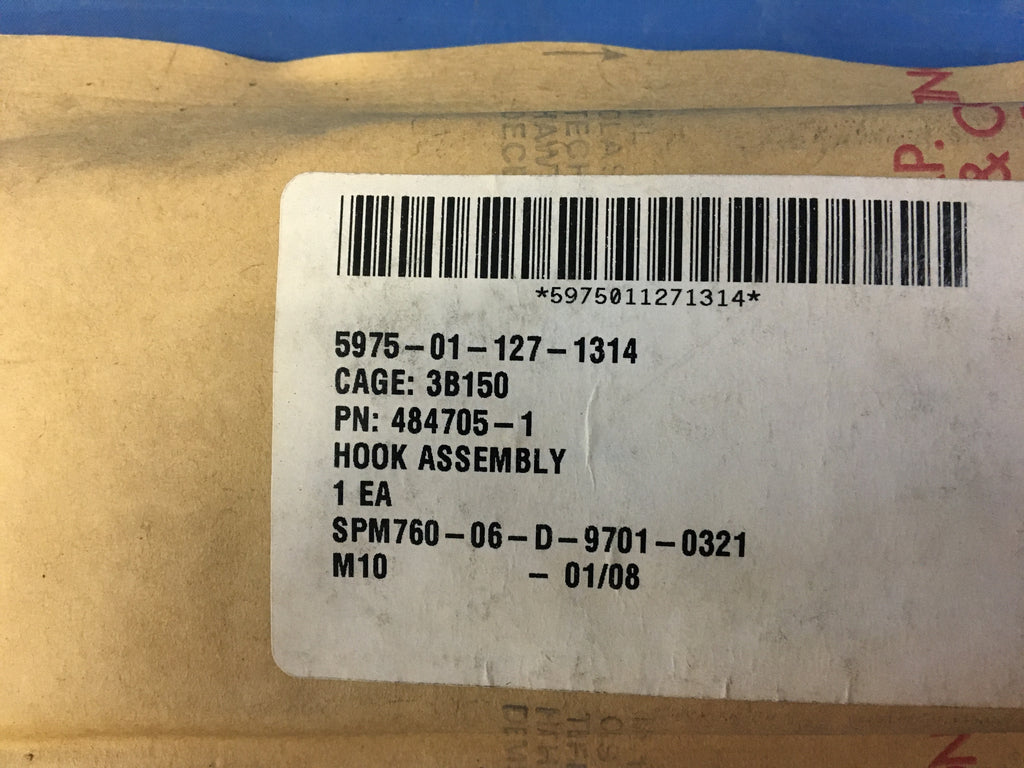 *5975011271314*
5975-01-127-1314
CAGE: 3B150
PN: 484705-1
HOOK ASSEMBLY
1 EA
SPM760-06-D-9701-0321
M10 - 01/08